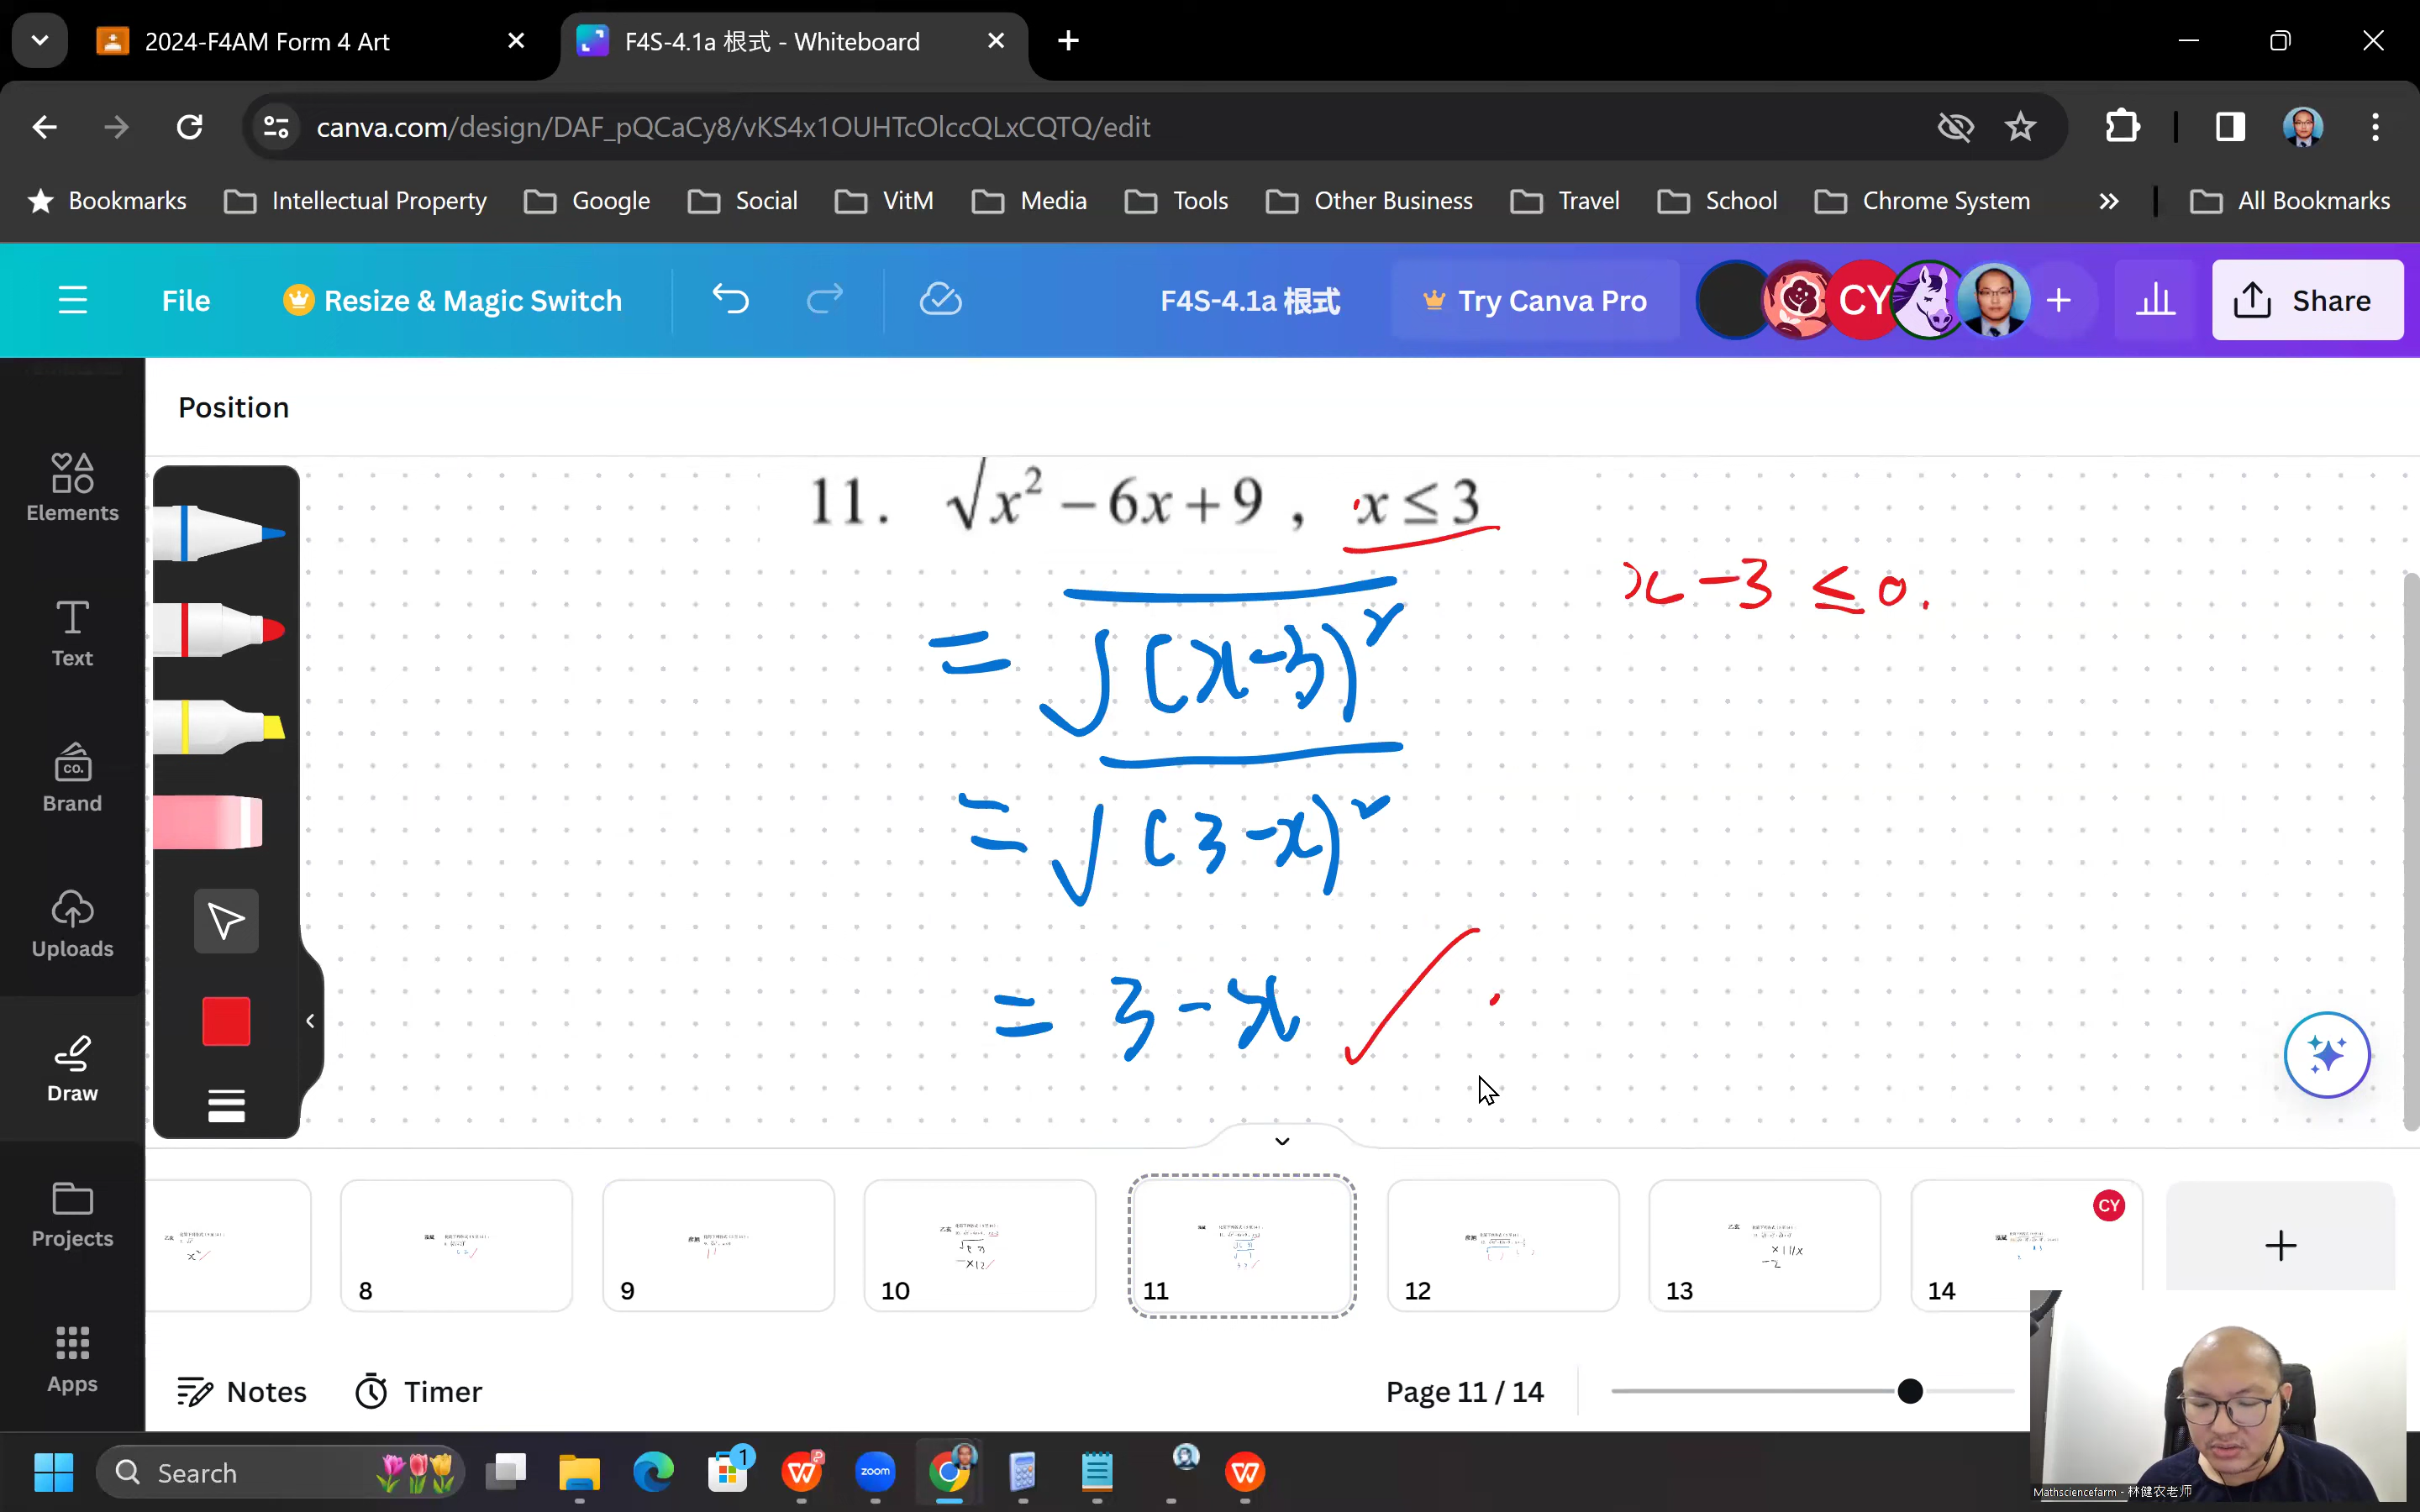 2024-F4AM Form 4 Art
F4S-4.1a 根式 - Whiteboard
canva.com/design/DAF_pQCaCy8/vKS4x1OUHTcOlccQLxCQTQ/edit
Bookmarks Intellectual Property Google Social VitM Media Tools Other Business Travel School Chrome System » All Bookmarks
File Resize & Magic Switch F4S-4.1a 根式 Try Canva Pro CY + Share
Position
Elements
Text
CO.
Brand
Uploads
Draw
Projects
Apps
11. √x² − 6x + 9 , x ≤ 3
x − 3 ≤ 0.
= √(x−3)²
= √(3−x)²
= 3 − x ✓
8 9 10 11 12 13 14 CY +
Notes Timer Page 11 / 14
Search 1 zoom
Mathsciencefarm - 林健农老师